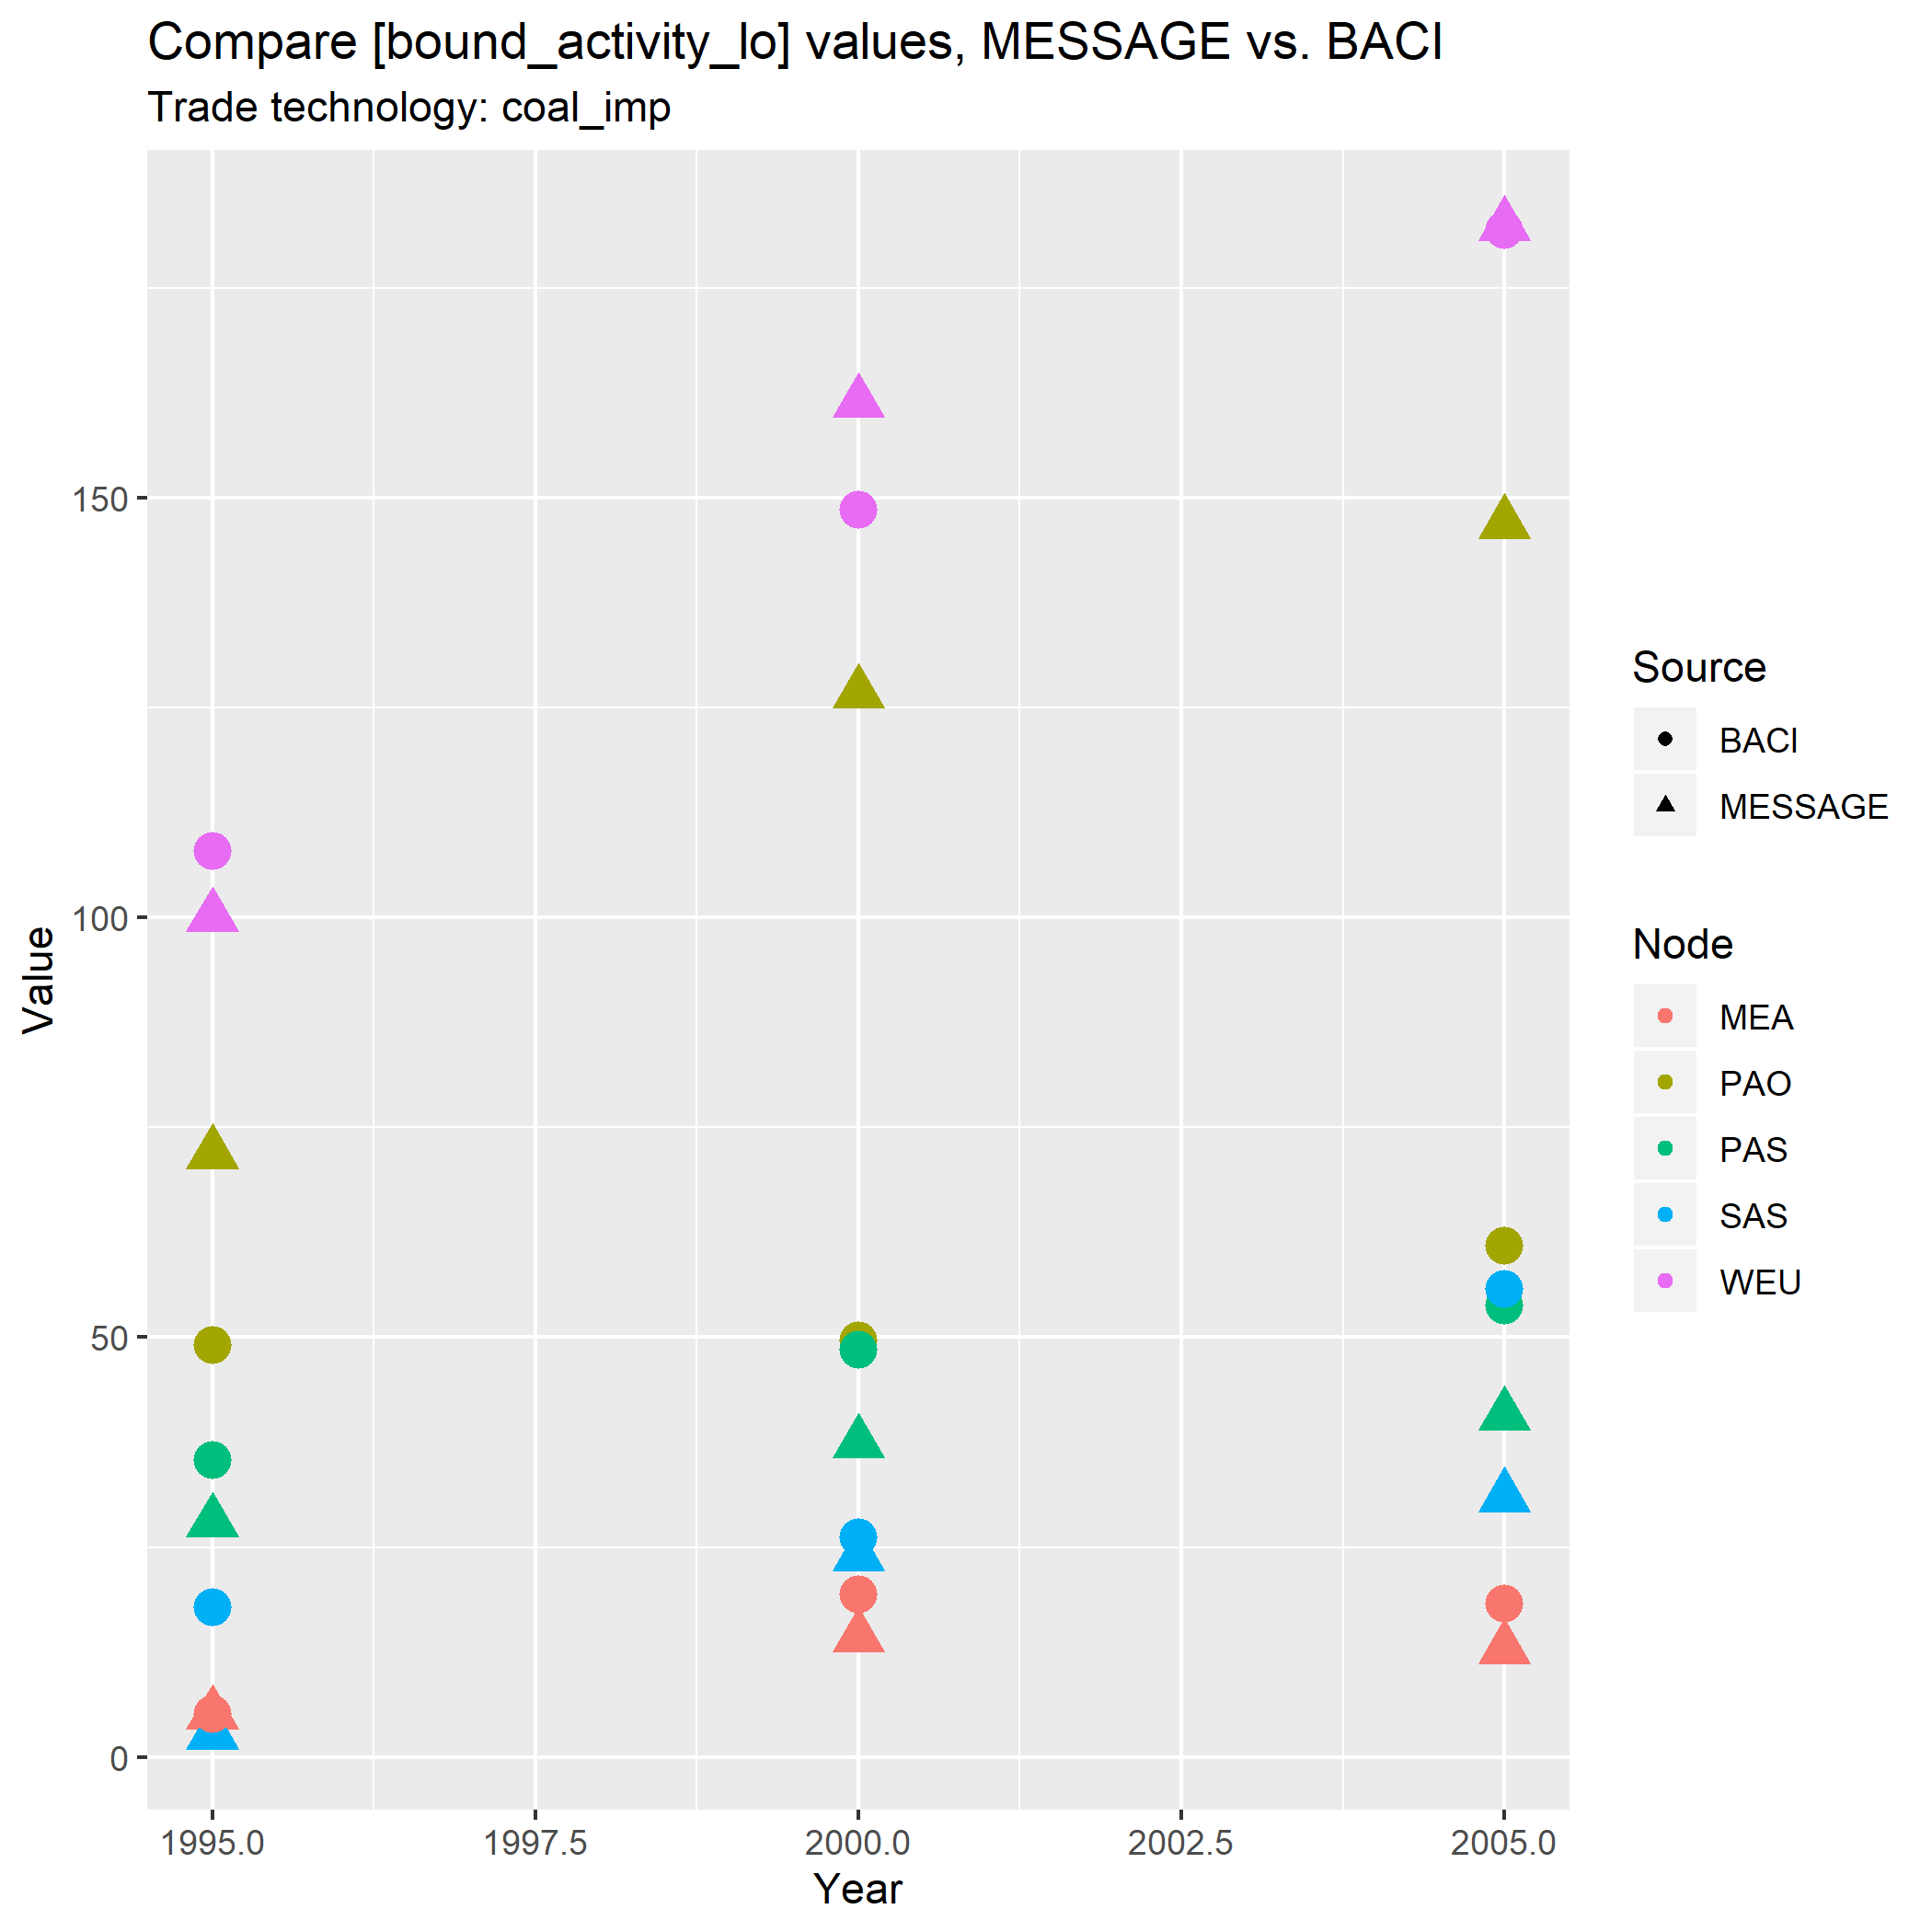 Compare [bound_activity_lo] values, MESSAGE vs. BACI
Trade technology: coal_imp
Value
150
100
50
0
1995.0
1997.5
2000.0
2002.5
2005.0
Year
Source
BACI
MESSAGE
Node
MEA
PAO
PAS
SAS
WEU